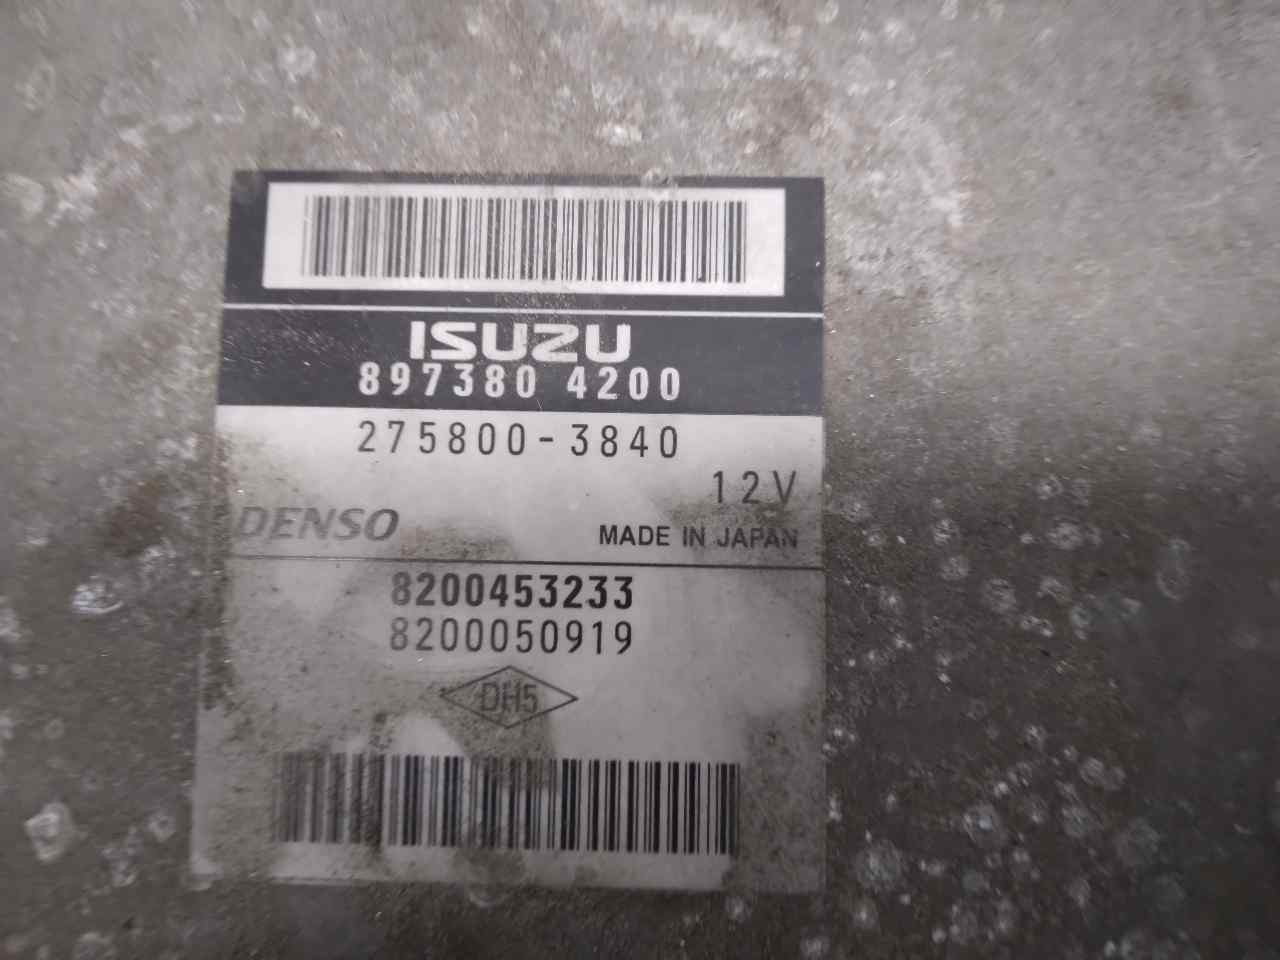 ISUZU
897380 4200
275800-3840
12V
DENSO MADE IN JAPAN
8200453233
8200050919
DH5